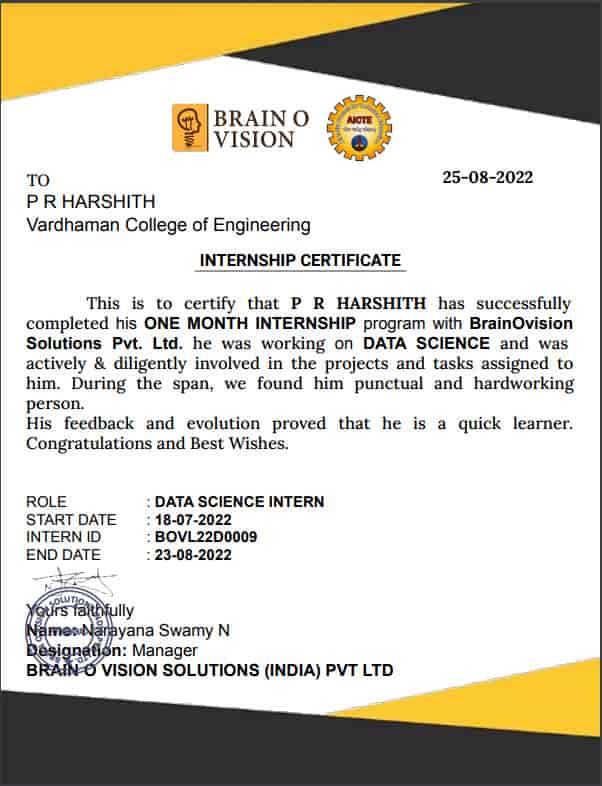 BRAIN O
VISION
AICTE
TO
25-08-2022
P R HARSHITH
Vardhaman College of Engineering
INTERNSHIP CERTIFICATE
This is to certify that P R HARSHITH has successfully
completed his ONE MONTH INTERNSHIP program with BrainOvision
Solutions Pvt. Ltd. he was working on DATA SCIENCE and was
actively & diligently involved in the projects and tasks assigned to
him. During the span, we found him punctual and hardworking
person.
His feedback and evolution proved that he is a quick learner.
Congratulations and Best Wishes.
ROLE : DATA SCIENCE INTERN
START DATE : 18-07-2022
INTERN ID : BOVL22D0009
END DATE : 23-08-2022
Yours faithfully
Name: Narayana Swamy N
Designation: Manager
BRAIN O VISION SOLUTIONS (INDIA) PVT LTD